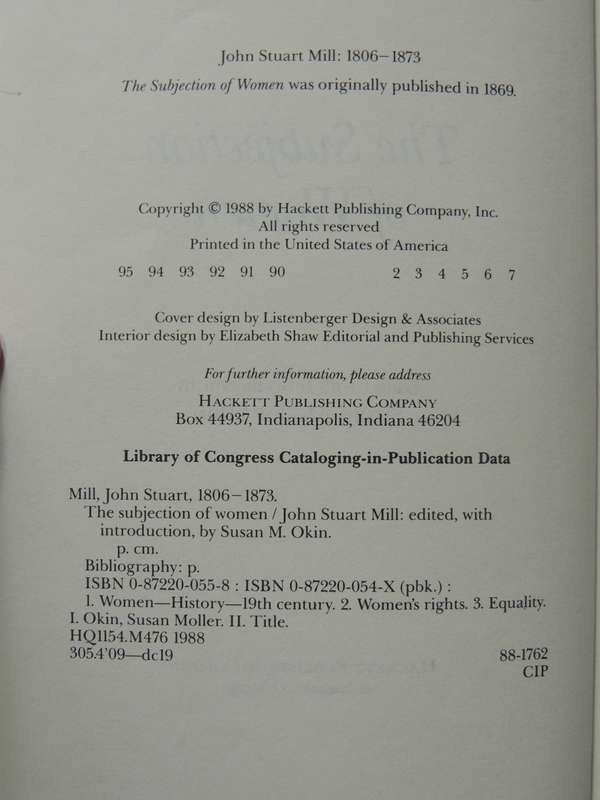 John Stuart Mill: 1806–1873
The Subjection of Women was originally published in 1869.
Copyright © 1988 by Hackett Publishing Company, Inc.
All rights reserved
Printed in the United States of America
95 94 93 92 91 90 2 3 4 5 6 7
Cover design by Listenberger Design & Associates
Interior design by Elizabeth Shaw Editorial and Publishing Services
For further information, please address
HACKETT PUBLISHING COMPANY
Box 44937, Indianapolis, Indiana 46204
Library of Congress Cataloging-in-Publication Data
Mill, John Stuart, 1806–1873.
The subjection of women / John Stuart Mill: edited, with
introduction, by Susan M. Okin.
p. cm.
Bibliography: p.
ISBN 0-87220-055-8 : ISBN 0-87220-054-X (pbk.) :
1. Women—History—19th century. 2. Women's rights. 3. Equality.
I. Okin, Susan Moller. II. Title.
HQ1154.M476 1988
305.4'09—dc19 88-1762
CIP